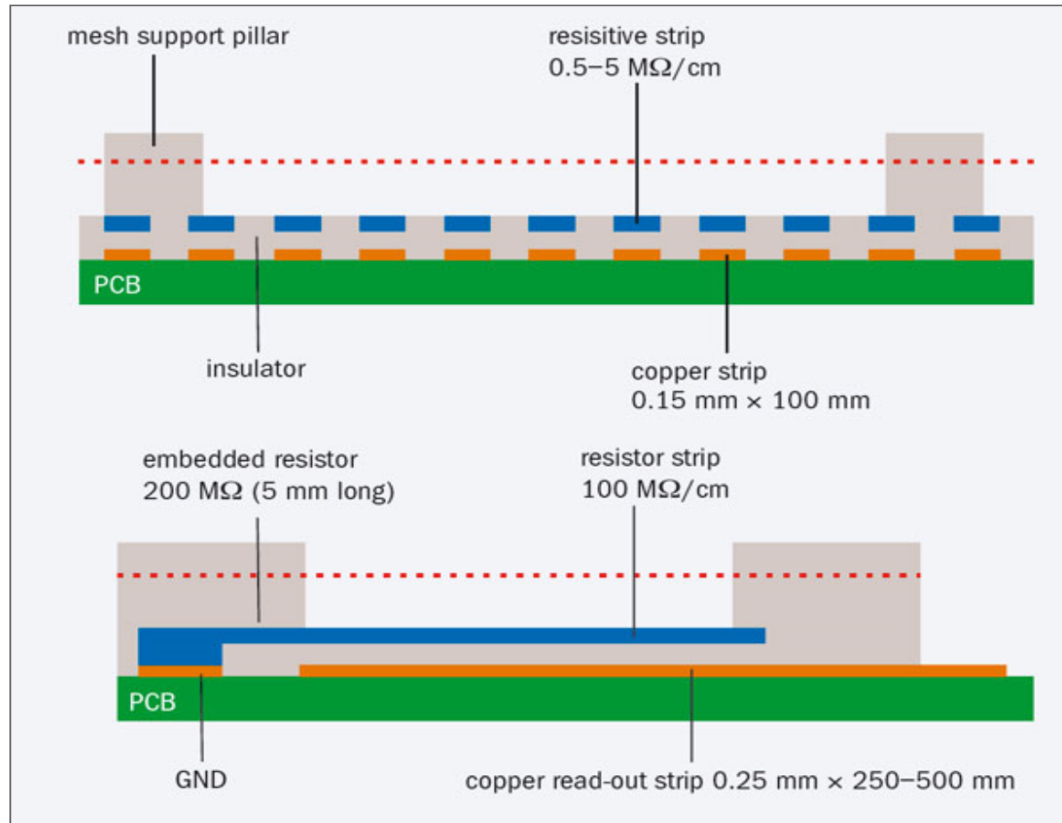 mesh support pillar
resisitive strip
0.5–5 MΩ/cm
PCB
insulator
copper strip
0.15 mm × 100 mm
embedded resistor
200 MΩ (5 mm long)
resistor strip
100 MΩ/cm
PCB
GND
copper read-out strip 0.25 mm × 250–500 mm